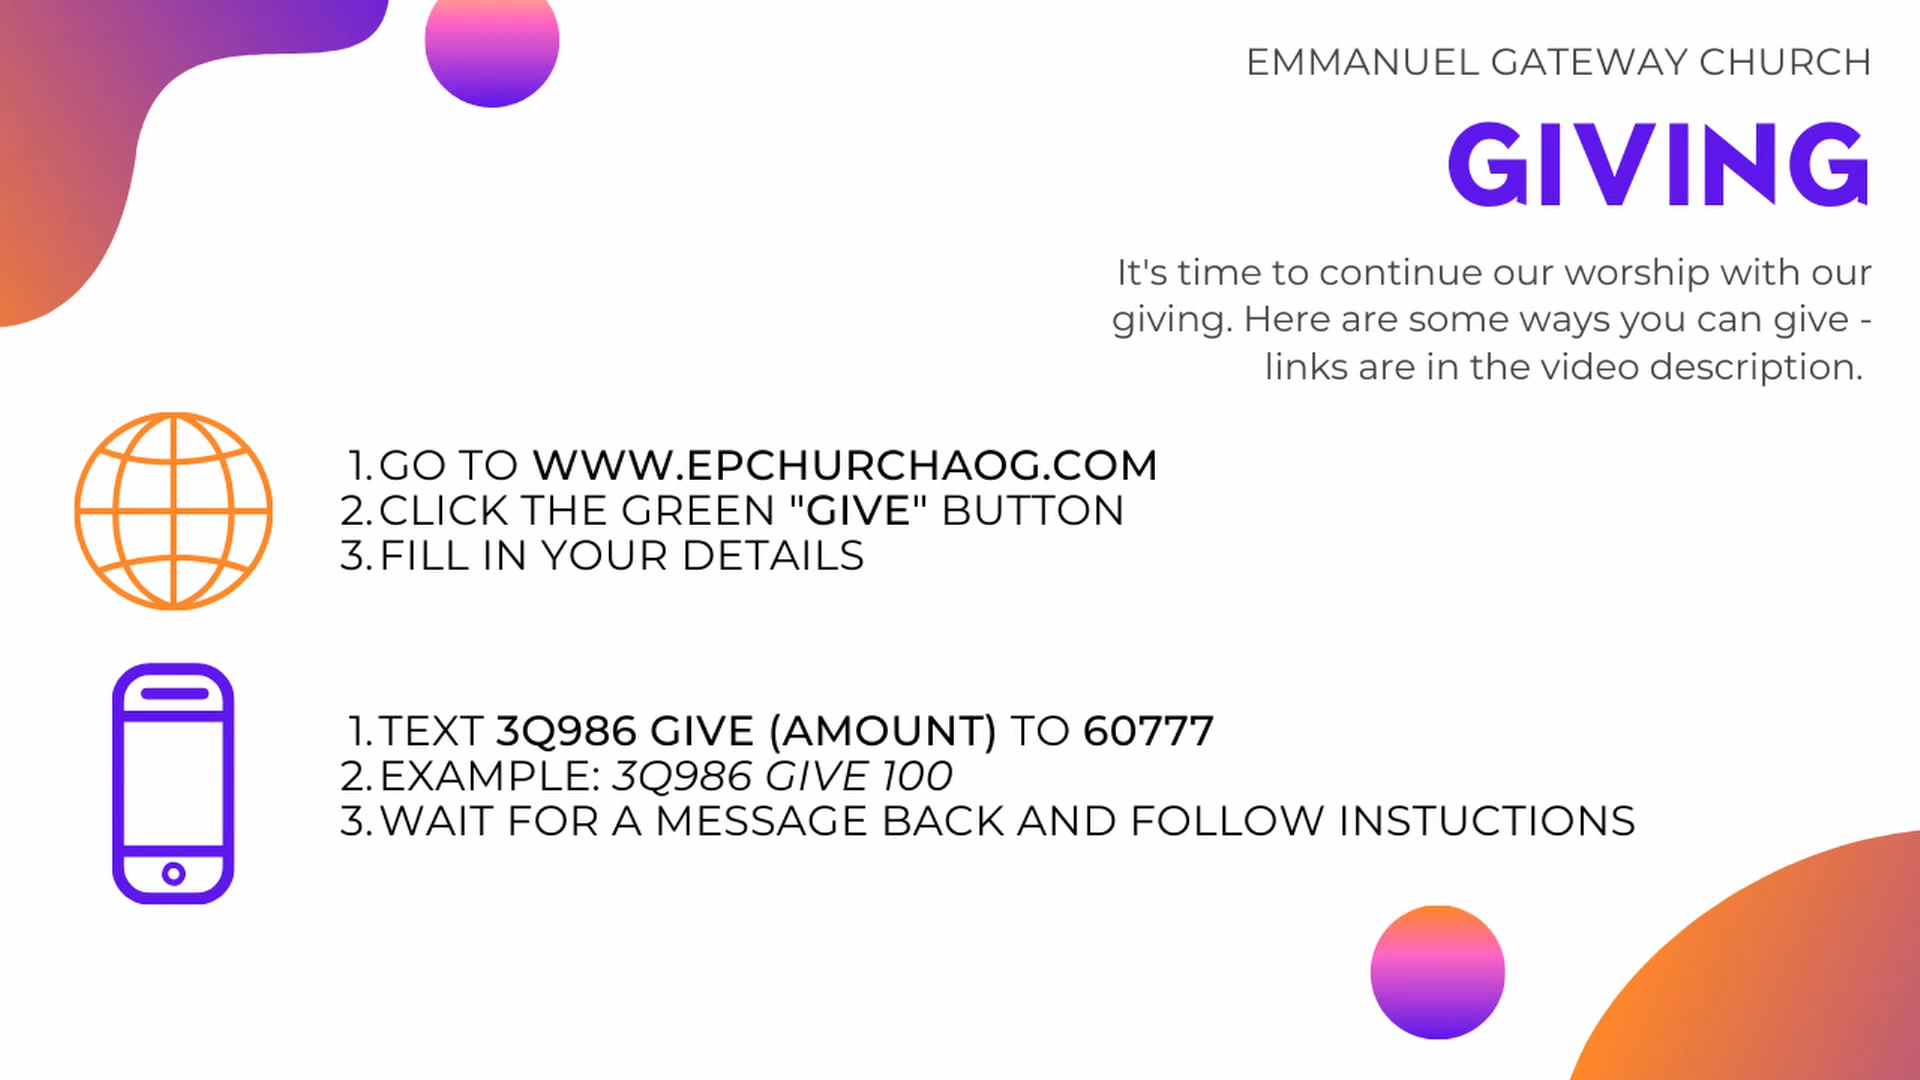 EMMANUEL GATEWAY CHURCH
GIVING
It's time to continue our worship with our
giving. Here are some ways you can give -
links are in the video description.
1. GO TO WWW.EPCHURCHAOG.COM
2. CLICK THE GREEN "GIVE" BUTTON
3. FILL IN YOUR DETAILS
1. TEXT 3Q986 GIVE (AMOUNT) TO 60777
2. EXAMPLE: 3Q986 GIVE 100
3. WAIT FOR A MESSAGE BACK AND FOLLOW INSTUCTIONS